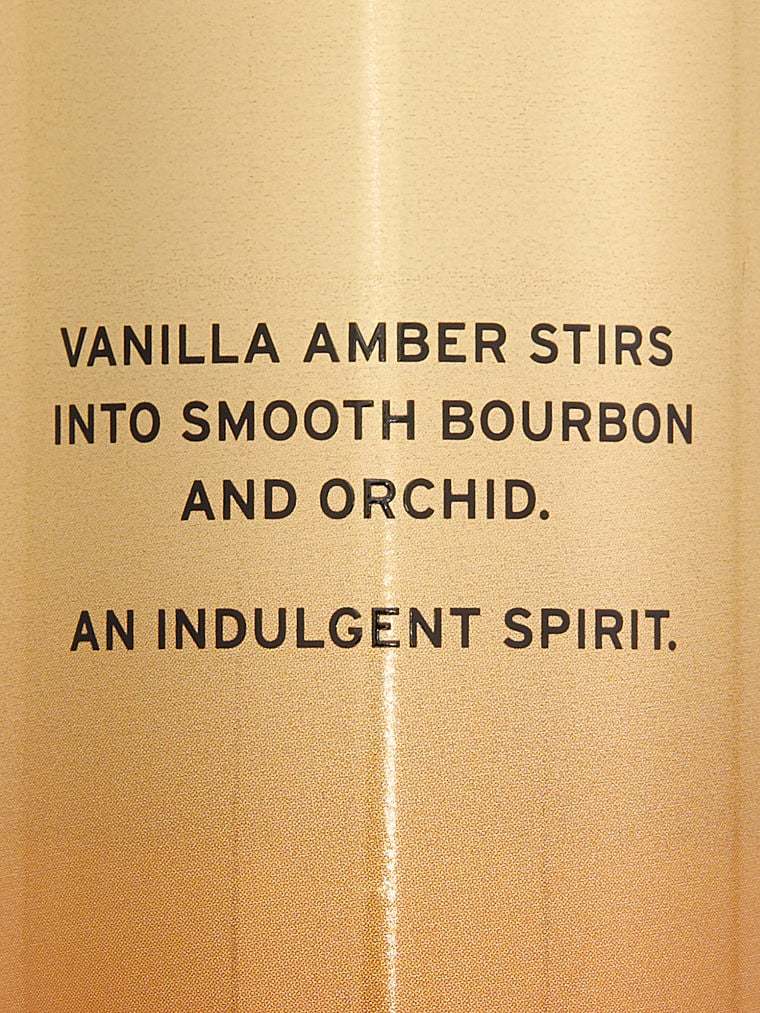 VANILLA AMBER STIRS
INTO SMOOTH BOURBON
AND ORCHID.
AN INDULGENT SPIRIT.